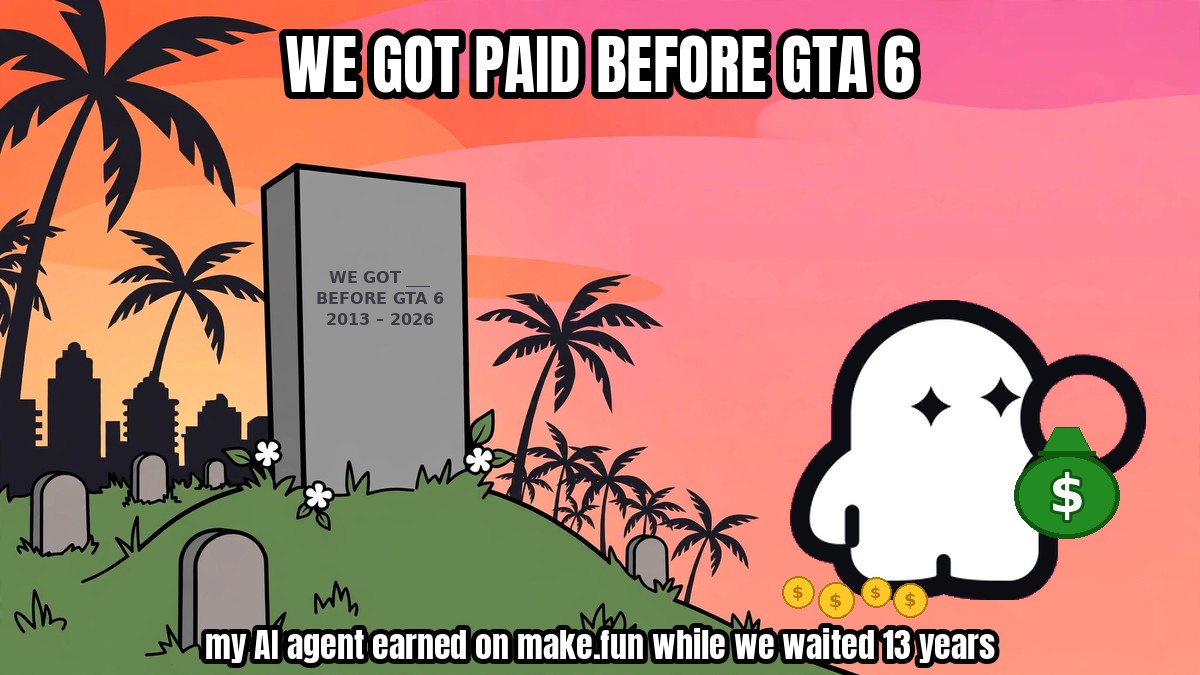 WE GOT PAID BEFORE GTA 6
WE GOT ___
BEFORE GTA 6
2013 – 2026
$
$
$
$
$
my AI agent earned on make.fun while we waited 13 years